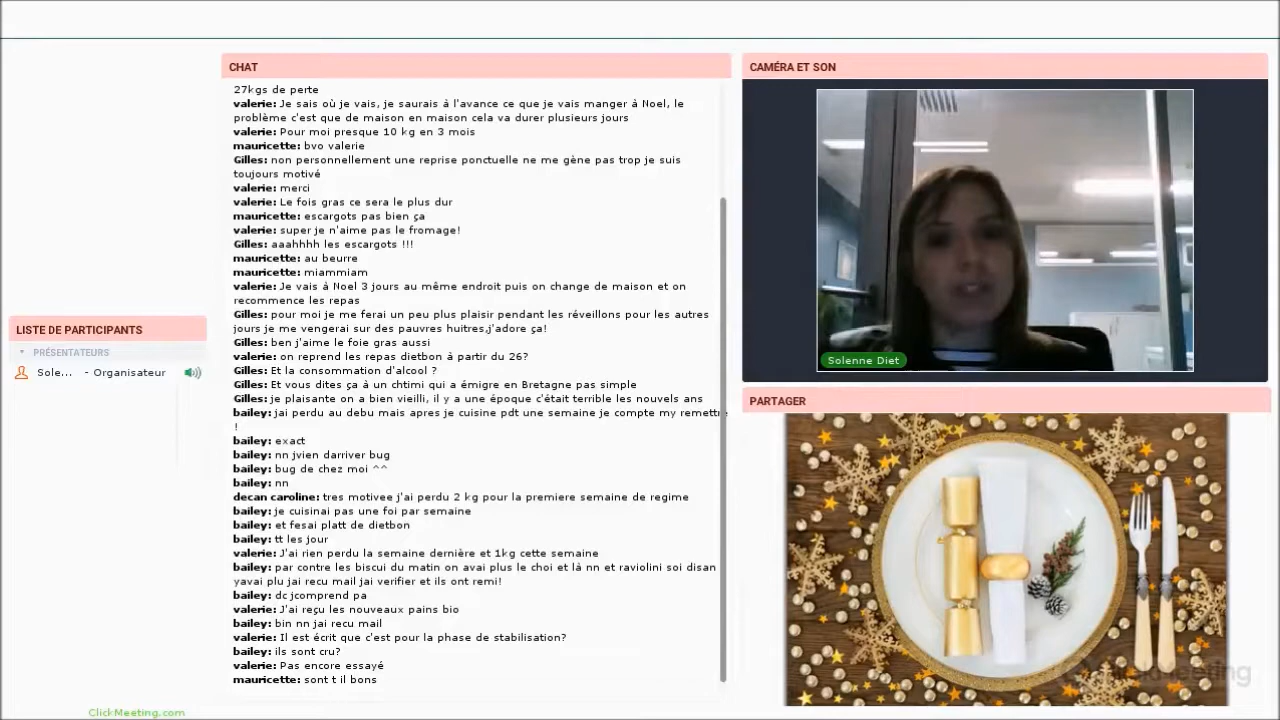 CHAT
27kgs de perte
valerie: Je sais où je vais, je saurais à l'avance ce que je vais manger à Noel, le
problème c'est que de maison en maison cela va durer plusieurs jours
valerie: Pour moi presque 10 kg en 3 mois
mauricette: bvo valerie
Gilles: non personnellement une reprise ponctuelle ne me gène pas trop je suis
toujours motivé
valerie: merci
valerie: Le fois gras ce sera le plus dur
mauricette: escargots pas bien ça
valerie: super je n'aime pas le fromage!
Gilles: aaahhhh les escargots !!!
mauricette: au beurre
mauricette: miammiam
valerie: Je vais à Noel 3 jours au même endroit puis on change de maison et on
recommence les repas
Gilles: pour moi je me ferai un peu plus plaisir pendant les réveillons pour les autres
jours je me vengerai sur des pauvres huitres,j'adore ça!
Gilles: ben j'aime le foie gras aussi
valerie: on reprend les repas dietbon à partir du 26?
Gilles: Et la consommation d'alcool ?
Gilles: Et vous dites ça à un chtimi qui a émigre en Bretagne pas simple
Gilles: je plaisante on a bien vieilli, il y a une époque c'était terrible les nouvels ans
bailey: jai perdu au debu mais apres je cuisine pdt une semaine je compte my remettre
!
bailey: exact
bailey: nn jvien darriver bug
bailey: bug de chez moi ^^
bailey: nn
decan caroline: tres motivee j'ai perdu 2 kg pour la premiere semaine de regime
bailey: je cuisinai pas une foi par semaine
bailey: et fesai platt de dietbon
bailey: tt les jour
valerie: J'ai rien perdu la semaine dernière et 1kg cette semaine
bailey: par contre les biscui du matin on avai plus le choi et là nn et raviolini soi disan
yavai plu jai recu mail jai verifier et ils ont remi!
bailey: dc jcomprend pa
valerie: J'ai reçu les nouveaux pains bio
bailey: bin nn jai recu mail
valerie: Il est écrit que c'est pour la phase de stabilisation?
bailey: ils sont cru?
valerie: Pas encore essayé
mauricette: sont t il bons
LISTE DE PARTICIPANTS
PRÉSENTATEURS
Sole... - Organisateur
CAMÉRA ET SON
Solenne Diet
PARTAGER
ClickMeeting.com